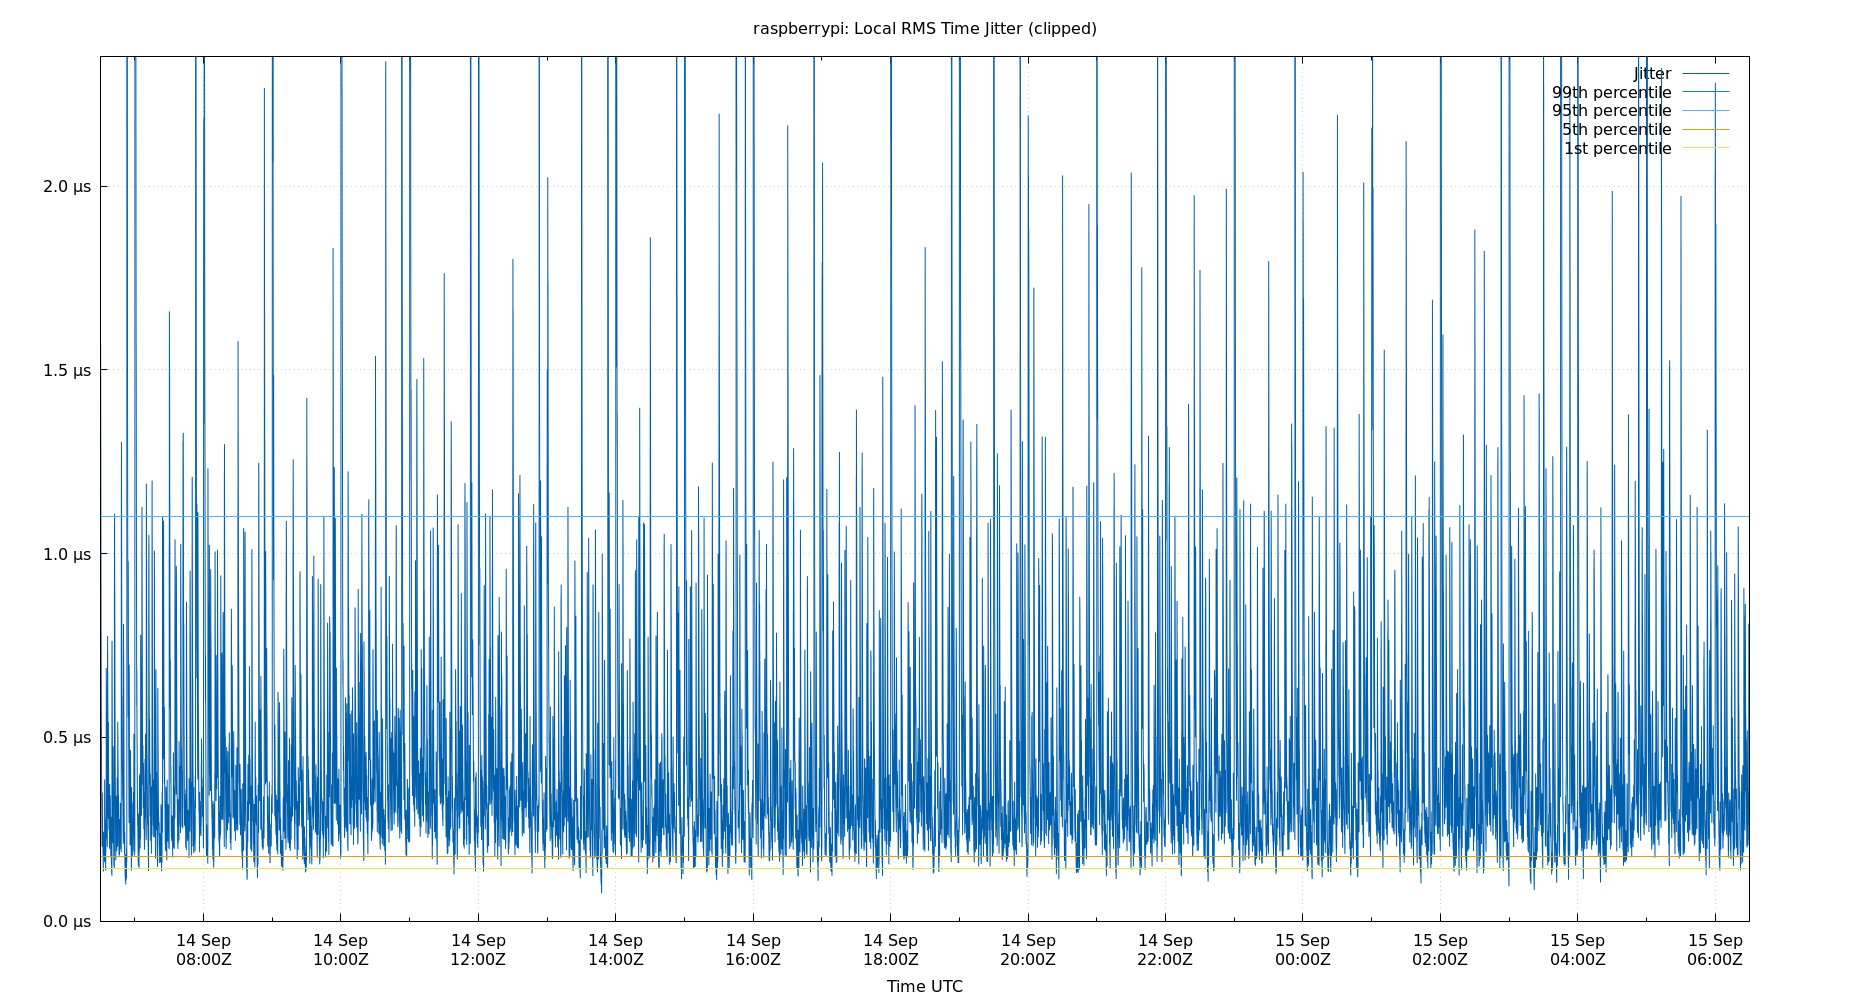 raspberrypi: Local RMS Time Jitter (clipped)
Jitter
99th percentile
95th percentile
5th percentile
1st percentile
2.0 µs
1.5 µs
1.0 µs
0.5 µs
0.0 µs
14 Sep 14 Sep 14 Sep 14 Sep 14 Sep 14 Sep 14 Sep 14 Sep 15 Sep 15 Sep 15 Sep 15 Sep
08:00Z 10:00Z 12:00Z 14:00Z 16:00Z 18:00Z 20:00Z 22:00Z 00:00Z 02:00Z 04:00Z 06:00Z
Time UTC